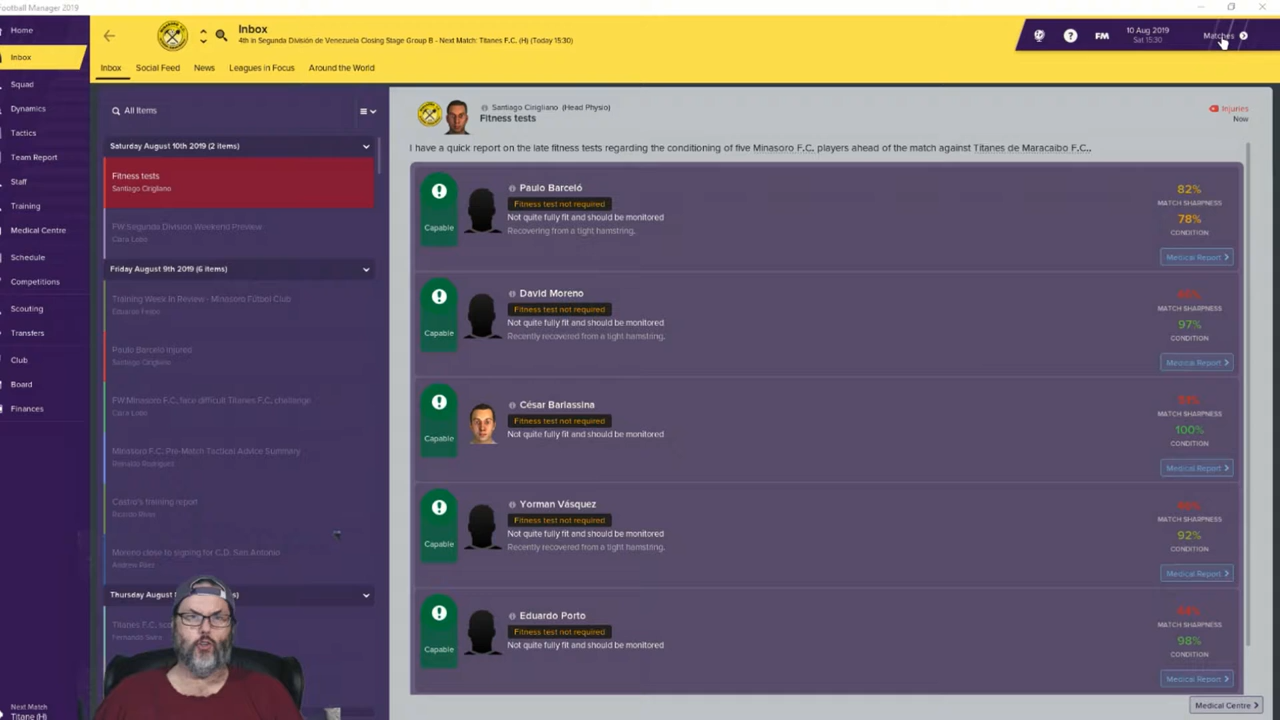 Football Manager 2019
Home
Inbox
Squad
Dynamics
Tactics
Team Report
Staff
Training
Medical Centre
Schedule
Competitions
Scouting
Transfers
Club
Board
Finances
Next Match
Titane (H)
Inbox
4th in Segunda División de Venezuela Closing Stage Group B - Next Match: Titanes F.C. (H) (Today 15:30)
FM
10 Aug 2019
Sat 15:30
Matches
Inbox Social Feed News Leagues in Focus Around the World
All Items
Saturday August 10th 2019 (2 items)
Fitness tests
Santiago Cirigliano
FW:Segunda División Weekend Preview
Clara Lobo
Friday August 9th 2019 (6 items)
Training Week In Review - Minasoro Fútbol Club
Paulo Barceló injured
Santiago Cirigliano
FW:Minasoro F.C. face difficult Titanes F.C. challenge
Clara Lobo
Minasoro F.C. Pre-Match Tactical Advice Summary
Castro's training report
Moreno close to signing for C.D. San Antonio
Thursday August
Titanes F.C. sc
Santiago Cirigliano (Head Physio)
Fitness tests
Injuries
Now
I have a quick report on the late fitness tests regarding the conditioning of five Minasoro F.C. players ahead of the match against Titanes de Maracaibo F.C..
Capable
Paulo Barceló
Fitness test not required
Not quite fully fit and should be monitored
Recovering from a tight hamstring.
82%
MATCH SHARPNESS
78%
CONDITION
Medical Report
Capable
David Moreno
Fitness test not required
Not quite fully fit and should be monitored
Recently recovered from a tight hamstring.
MATCH SHARPNESS
97%
CONDITION
Medical Report
Capable
César Barlassina
Fitness test not required
Not quite fully fit and should be monitored
MATCH SHARPNESS
100%
CONDITION
Medical Report
Capable
Yorman Vásquez
Fitness test not required
Not quite fully fit and should be monitored
Recently recovered from a tight hamstring.
MATCH SHARPNESS
92%
CONDITION
Medical Report
Capable
Eduardo Porto
Fitness test not required
Not quite fully fit and should be monitored
MATCH SHARPNESS
98%
CONDITION
Medical Report
Medical Centre